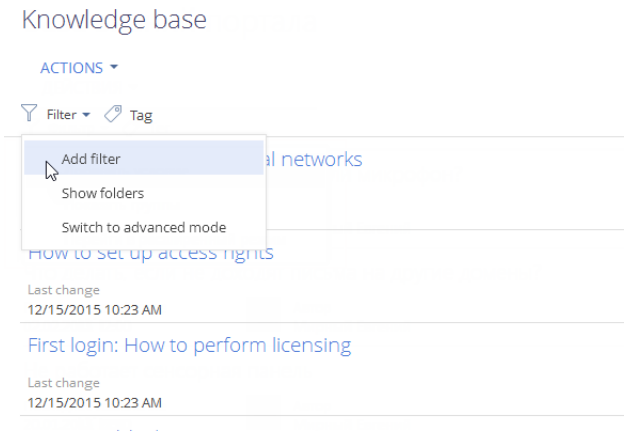 Knowledge base
ACTIONS
Filter Tag
Add filter
al networks
Show folders
Switch to advanced mode
How to set up access rights
Last change
12/15/2015 10:23 AM
First login: How to perform licensing
Last change
12/15/2015 10:23 AM